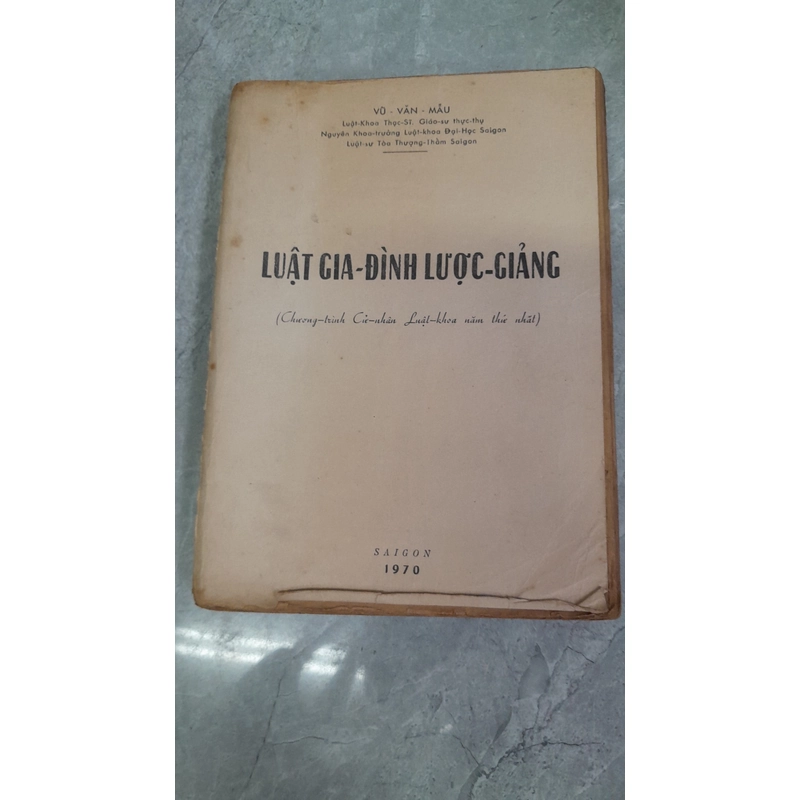 VŨ - VĂN - MẪU
Luật-Khoa Thạc-Sĩ. Giáo-sư thực-thụ
Nguyên Khoa-trưởng Luật-khoa Đại-Học Saigon
Luật-sư Tòa Thượng-Thẩm Saigon
LUẬT GIA-ĐÌNH LƯỢC-GIẢNG
(Chương-trình Cử-nhân Luật-khoa năm thứ nhất)
SAIGON
1970